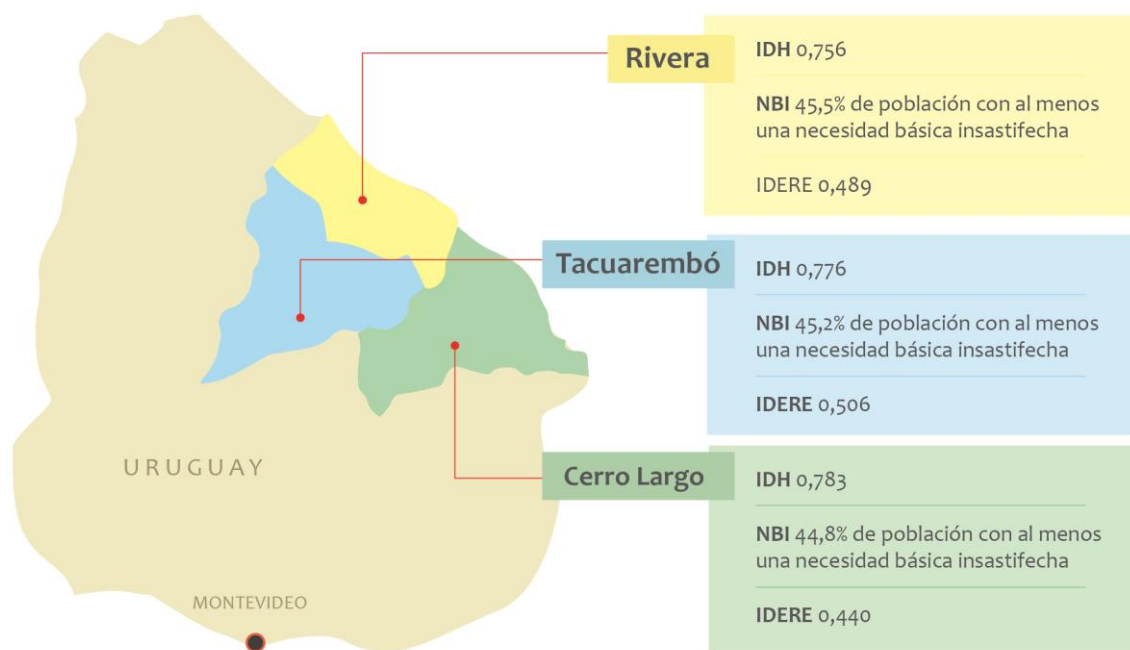 Rivera
IDH 0,756
NBI 45,5% de población con al menos
una necesidad básica insastifecha
IDERE 0,489
Tacuarembó
IDH 0,776
NBI 45,2% de población con al menos
una necesidad básica insastifecha
IDERE 0,506
Cerro Largo
IDH 0,783
NBI 44,8% de población con al menos
una necesidad básica insastifecha
IDERE 0,440
URUGUAY
MONTEVIDEO